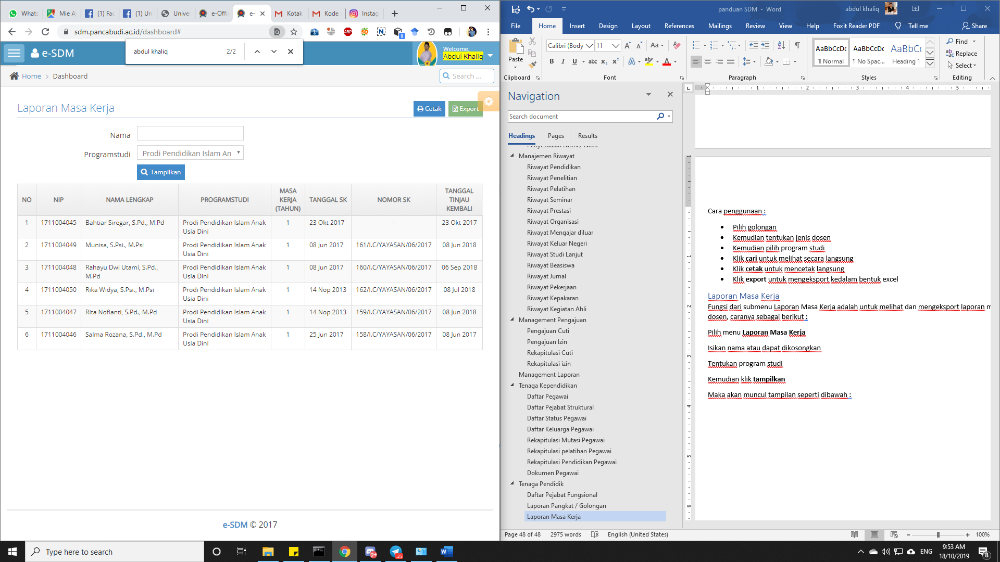 Whats
Mie Ay
(1) Fac
(1) Un
Univer
e-Offic
e-S
Kotak
Kode
Instag
sdm.pancabudi.ac.id/dashboard#
abdul khaliq 2/2
e-SDM
Welcome,
Abdul Khaliq
Home > Dashboard
Search ...
Laporan Masa Kerja
Cetak Export
Nama
Programstudi Prodi Pendidikan Islam An
Tampilkan
NO NIP NAMA LENGKAP PROGRAMSTUDI MASA KERJA (TAHUN) TANGGAL SK NOMOR SK TANGGAL TINJAU KEMBALI
1 1711004045 Bahtiar Siregar, S.Pd., M.Pd Prodi Pendidikan Islam Anak Usia Dini 1 23 Okt 2017 - 23 Okt 2017
2 1711004049 Munisa, S.Psi., M.Psi Prodi Pendidikan Islam Anak Usia Dini 1 08 Jun 2017 161/I.C/YAYASAN/06/2017 08 Jun 2018
3 1711004048 Rahayu Dwi Utami, S.Pd., M.Pd Prodi Pendidikan Islam Anak Usia Dini 1 08 Jun 2017 160/I.C/YAYASAN/06/2017 06 Sep 2018
4 1711004050 Rika Widya, S.Psi., M.Psi Prodi Pendidikan Islam Anak Usia Dini 1 14 Nop 2013 162/I.C/YAYASAN/06/2017 08 Jul 2018
5 1711004047 Rita Nofianti, S.Pd., M.Pd Prodi Pendidikan Islam Anak Usia Dini 1 14 Nop 2013 159/I.C/YAYASAN/06/2017 08 Jun 2018
6 1711004046 Salma Rozana, S.Pd., M.Pd Prodi Pendidikan Islam Anak Usia Dini 1 25 Jun 2017 158/I.C/YAYASAN/06/2017 08 Jun 2017
e-SDM © 2017
panduan SDM - Word
abdul khaliq
File Home Insert Design Layout References Mailings Review View Help Foxit Reader PDF Tell me Share
Paste
Calibri (Body) 11
AaBbCcDc AaBbCcDc AaBbCc
¶ Normal ¶ No Spac... Heading 1
Find
Replace
Select
Clipboard Font Paragraph Styles Editing
Navigation
Search document
Headings Pages Results
Penyesuaian NIDN / NIDK
Manajemen Riwayat
Riwayat Pendidikan
Riwayat Penelitian
Riwayat Pelatihan
Riwayat Seminar
Riwayat Prestasi
Riwayat Organisasi
Riwayat Mengajar diluar
Riwayat Keluar Negeri
Riwayat Studi Lanjut
Riwayat Beasiswa
Riwayat Jurnal
Riwayat Pekerjaan
Riwayat Kepakaran
Riwayat Kegiatan Ahli
Management Pengajuan
Pengajuan Cuti
Pengajuan Izin
Rekapitulasi Cuti
Rekapitulasi izin
Management Laporan
Tenaga Kependidikan
Daftar Pegawai
Daftar Pejabat Struktural
Daftar Status Pegawai
Daftar Keluarga Pegawai
Rekapitulasi Mutasi Pegawai
Rekapitulasi pelatihan Pegawai
Rekapitulasi Pendidikan Pegawai
Dokumen Pegawai
Tenaga Pendidik
Daftar Pejabat Fungsional
Laporan Pangkat / Golongan
Laporan Masa Kerja
Cara penggunaan :
• Pilih golongan
• Kemudian tentukan jenis dosen
• Kemudian pilih program studi
• Klik cari untuk melihat secara langsung
• Klik cetak untuk mencetak langsung
• Klik export untuk mengeksport kedalam bentuk excel
Laporan Masa Kerja
Fungsi dari submenu Laporan Masa Kerja adalah untuk melihat dan mengeksport laporan m
dosen, caranya sebagai berikut :
Pilih menu Laporan Masa Kerja
Isikan nama atau dapat dikosongkan
Tentukan program studi
Kemudian klik tampilkan
Maka akan muncul tampilan seperti dibawah :
Page 48 of 48 2975 words English (United States) 100%
Type here to search
ENG
9:53 AM
18/10/2019